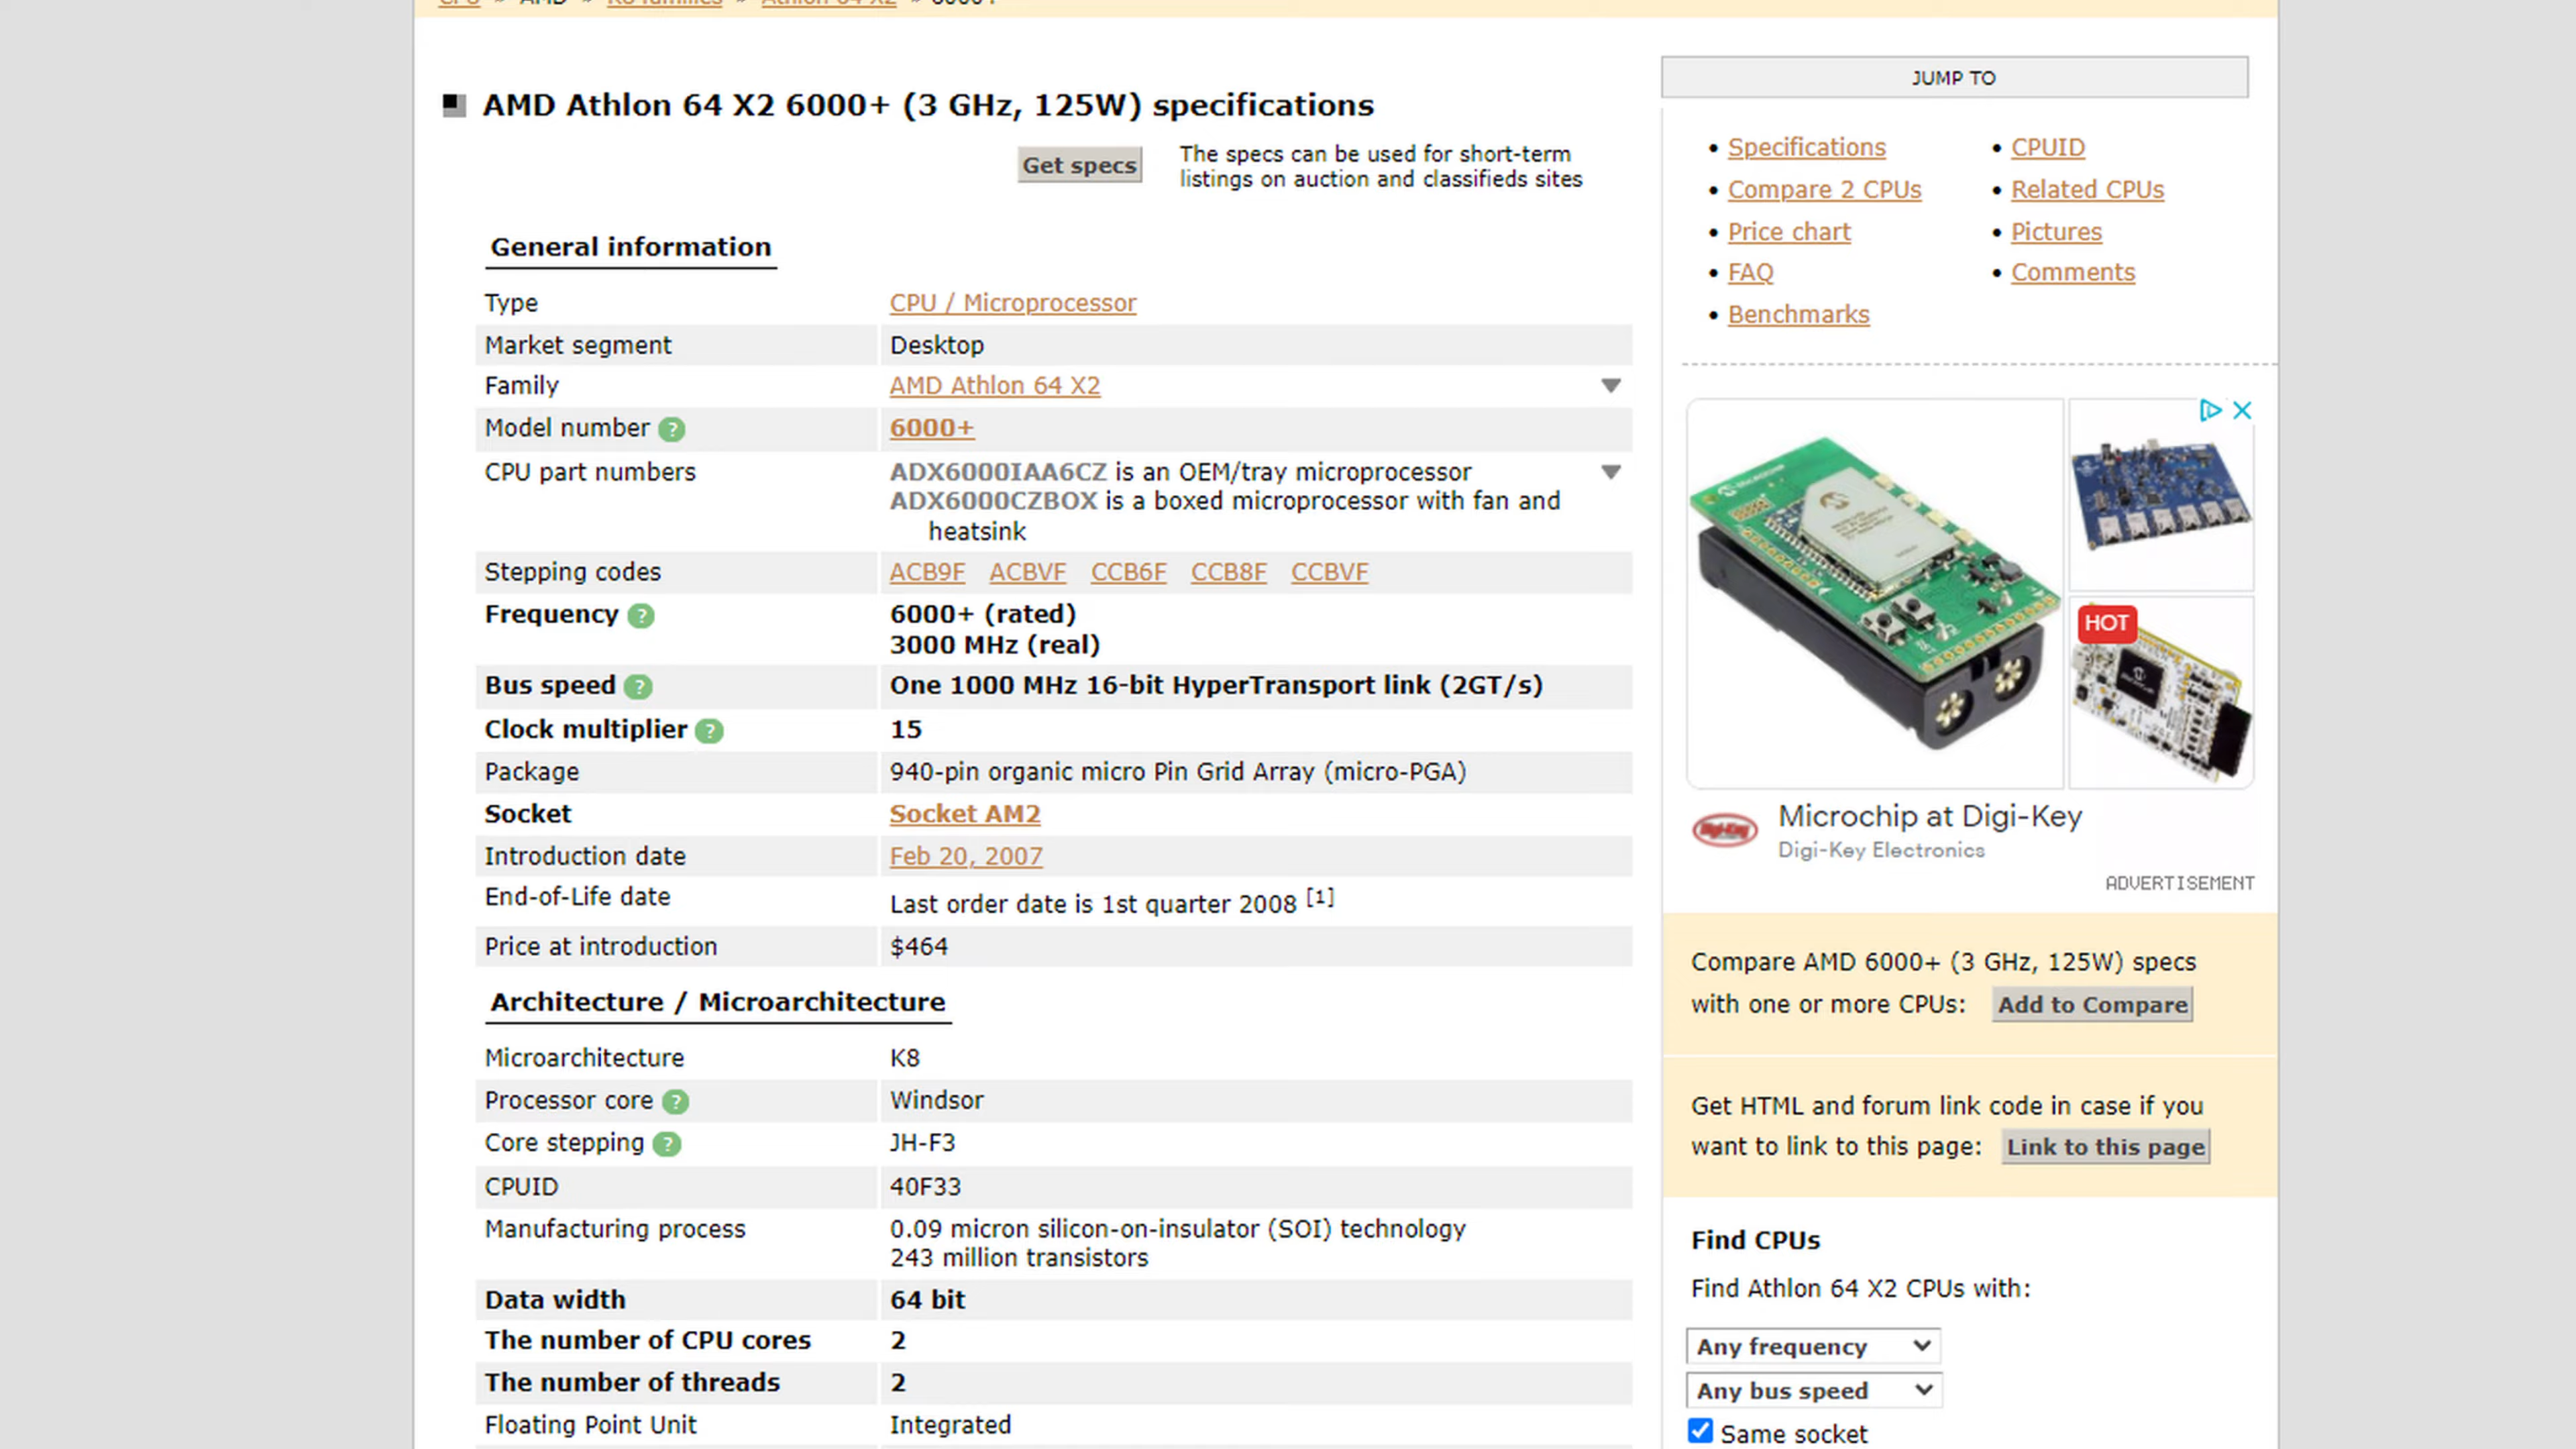 CPU » AMD » K8 families » Athlon 64 X2 » 6000+
AMD Athlon 64 X2 6000+ (3 GHz, 125W) specifications
Get specs
The specs can be used for short-term
listings on auction and classifieds sites
General information
Type CPU / Microprocessor
Market segment Desktop
Family AMD Athlon 64 X2
Model number ? 6000+
CPU part numbers ADX6000IAA6CZ is an OEM/tray microprocessor
ADX6000CZBOX is a boxed microprocessor with fan and
heatsink
Stepping codes ACB9F ACBVF CCB6F CCB8F CCBVF
Frequency ? 6000+ (rated)
3000 MHz (real)
Bus speed ? One 1000 MHz 16-bit HyperTransport link (2GT/s)
Clock multiplier ? 15
Package 940-pin organic micro Pin Grid Array (micro-PGA)
Socket Socket AM2
Introduction date Feb 20, 2007
End-of-Life date Last order date is 1st quarter 2008 [1]
Price at introduction $464
Architecture / Microarchitecture
Microarchitecture K8
Processor core ? Windsor
Core stepping ? JH-F3
CPUID 40F33
Manufacturing process 0.09 micron silicon-on-insulator (SOI) technology
243 million transistors
Data width 64 bit
The number of CPU cores 2
The number of threads 2
Floating Point Unit Integrated
JUMP TO
• Specifications • CPUID
• Compare 2 CPUs • Related CPUs
• Price chart • Pictures
• FAQ • Comments
• Benchmarks
HOT
Digi-Key
Microchip at Digi-Key
Digi-Key Electronics
ADVERTISEMENT
Compare AMD 6000+ (3 GHz, 125W) specs
with one or more CPUs: Add to Compare
Get HTML and forum link code in case if you
want to link to this page: Link to this page
Find CPUs
Find Athlon 64 X2 CPUs with:
Any frequency
Any bus speed
Same socket